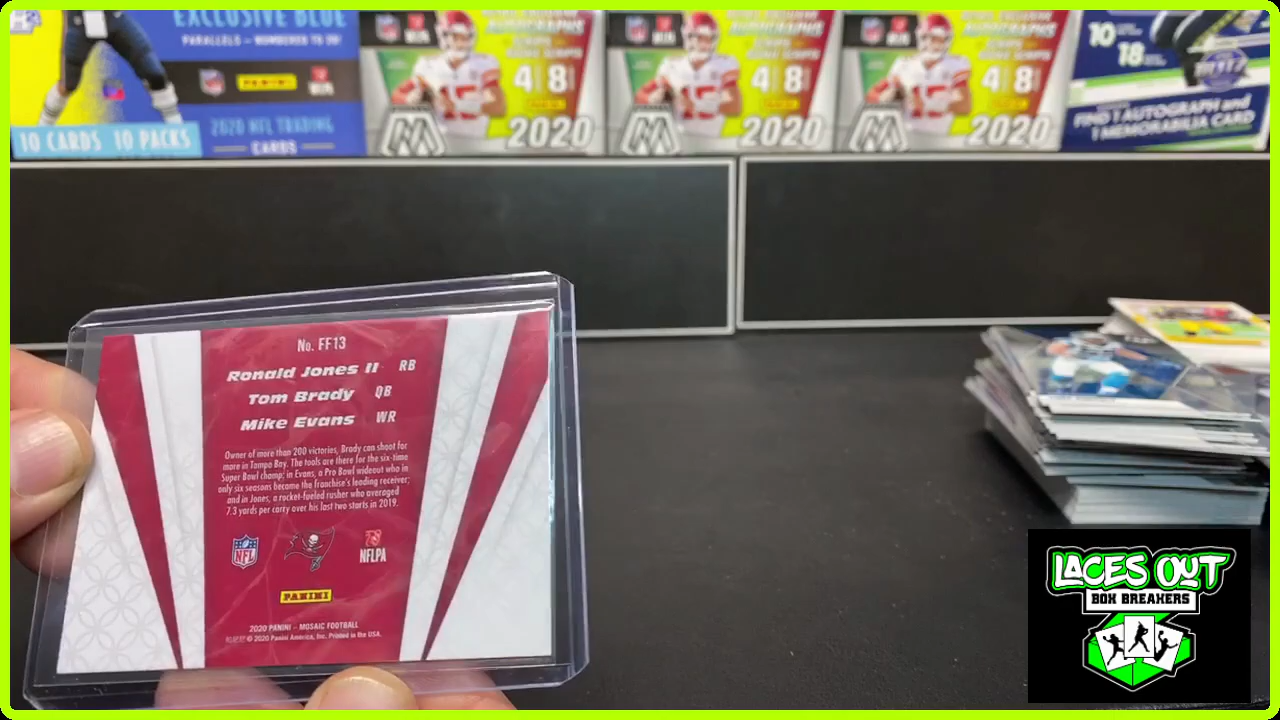 EXCLUSIVE BLUE
PARALLELS – NUMBERED TO 99!
PANINI
10 CARDS 10 PACKS
2020 NFL TRADING
CARDS
AUTOGRAPHS
4 8
2020
AUTOGRAPHS
4 8
2020
4 8
2020
10
18
FIND 1 AUTOGRAPH and
1 MEMORABILIA CARD
No. FF13
Ronald Jones II RB
Tom Brady QB
Mike Evans WR
Owner of more than 200 victories, Brady can shoot for
more in Tampa Bay. The tools are there for the six-time
Super Bowl champ; in Evans, a Pro Bowl wideout who in
only six seasons became the franchise's leading receiver;
and in Jones, a rocket-fueled rusher who averaged
7.3 yards per carry over his last two starts in 2019.
NFL
NFLPA
PANINI
2020 PANINI – MOSAIC FOOTBALL
© 2020 Panini America, Inc. Printed in the USA.
LACES OUT
BOX BREAKERS